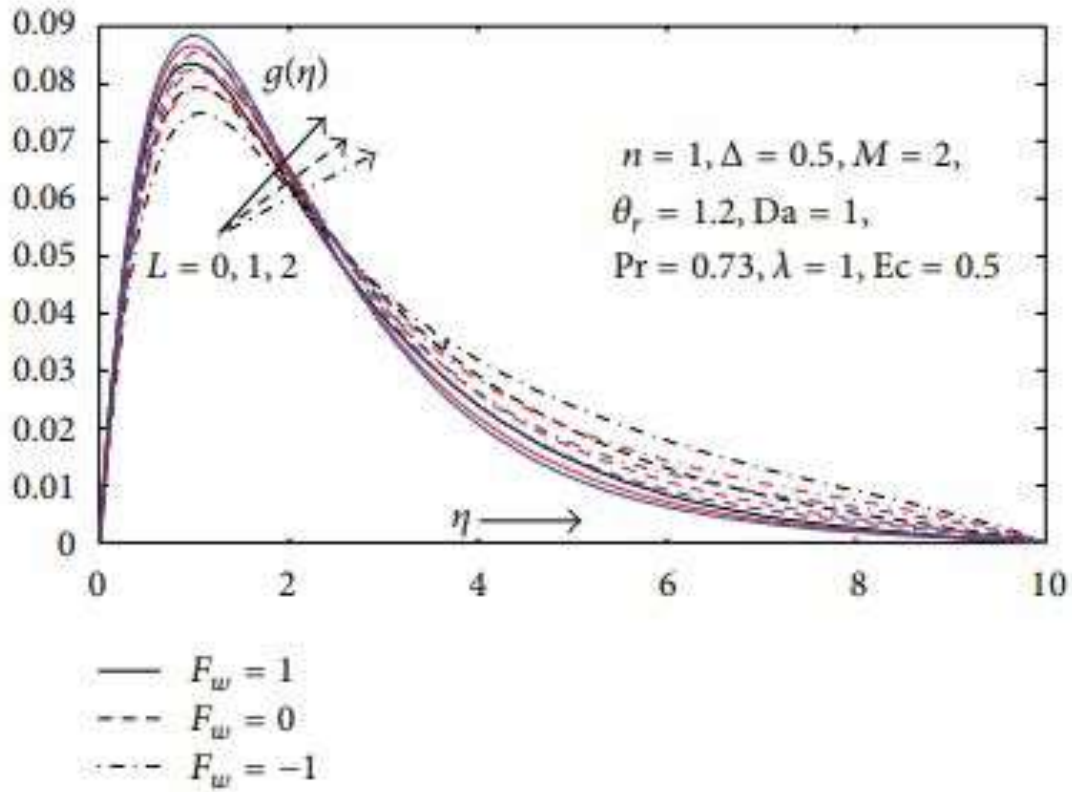 0.09
0.08
0.07
0.06
0.05
0.04
0.03
0.02
0.01
0
0 2 4 6 8 10
g(η)
L = 0, 1, 2
n = 1, Δ = 0.5, M = 2,
θr = 1.2, Da = 1,
Pr = 0.73, λ = 1, Ec = 0.5
η
Fw = 1
Fw = 0
Fw = −1